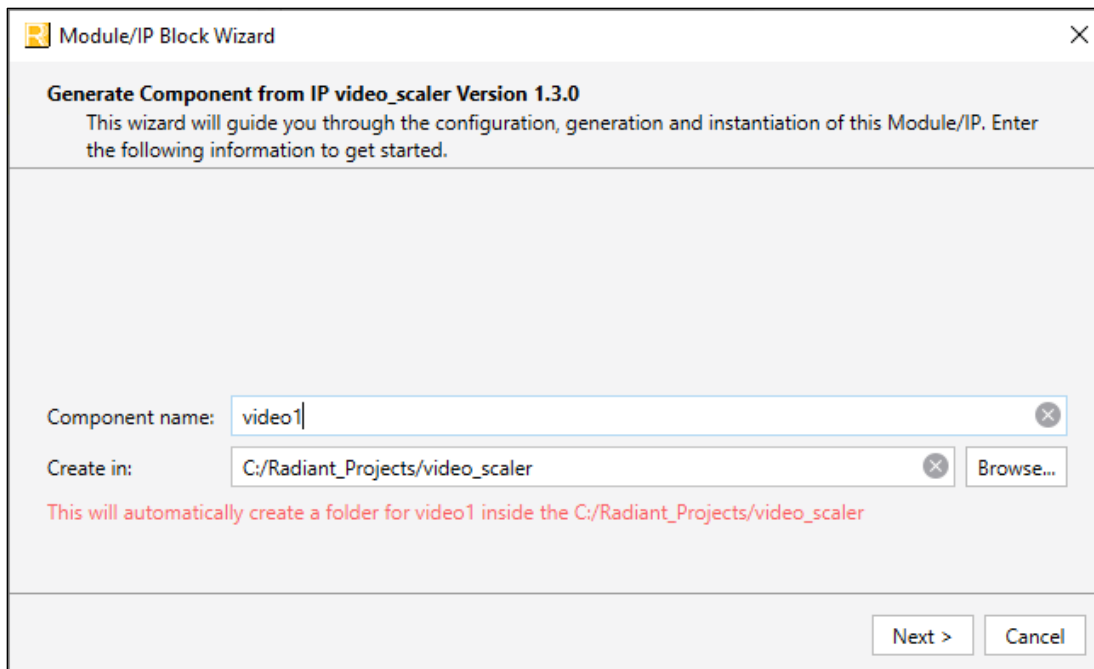 Module/IP Block Wizard
Generate Component from IP video_scaler Version 1.3.0
This wizard will guide you through the configuration, generation and instantiation of this Module/IP. Enter
the following information to get started.
Component name: video1
Create in: C:/Radiant_Projects/video_scaler Browse...
This will automatically create a folder for video1 inside the C:/Radiant_Projects/video_scaler
Next > Cancel